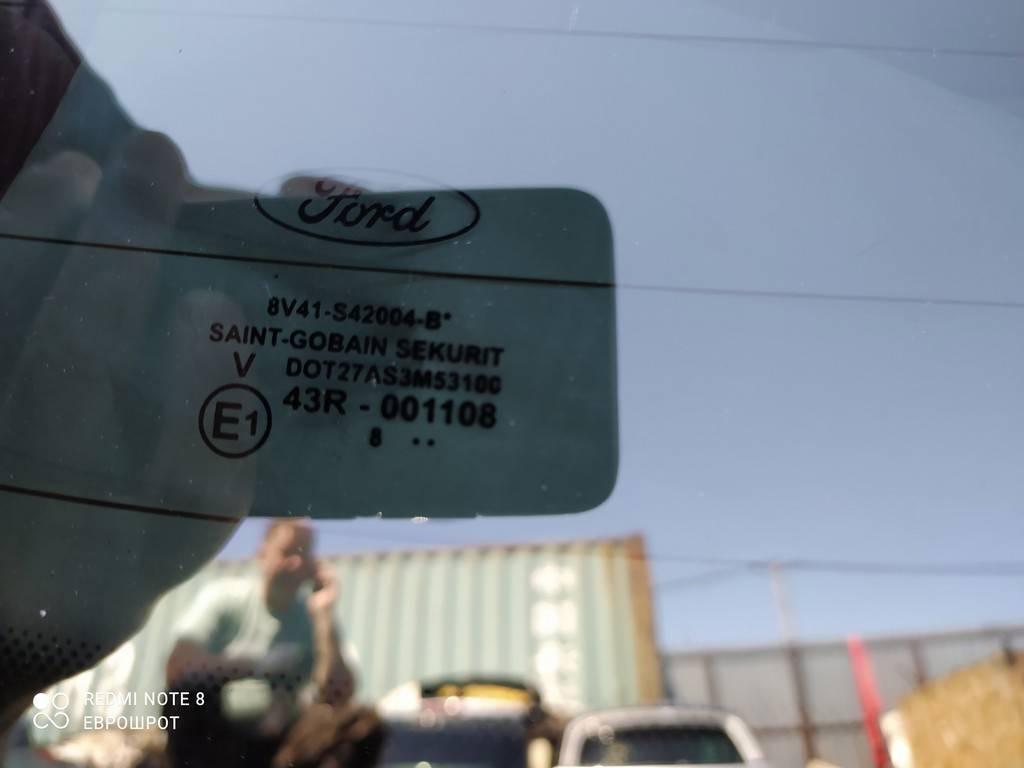 Ford
8V41-S42004-B*
SAINT-GOBAIN SEKURIT
V DOT27AS3M53100
E1 43R - 001108
8 ··
REDMI NOTE 8
ЕВРОШРОТ